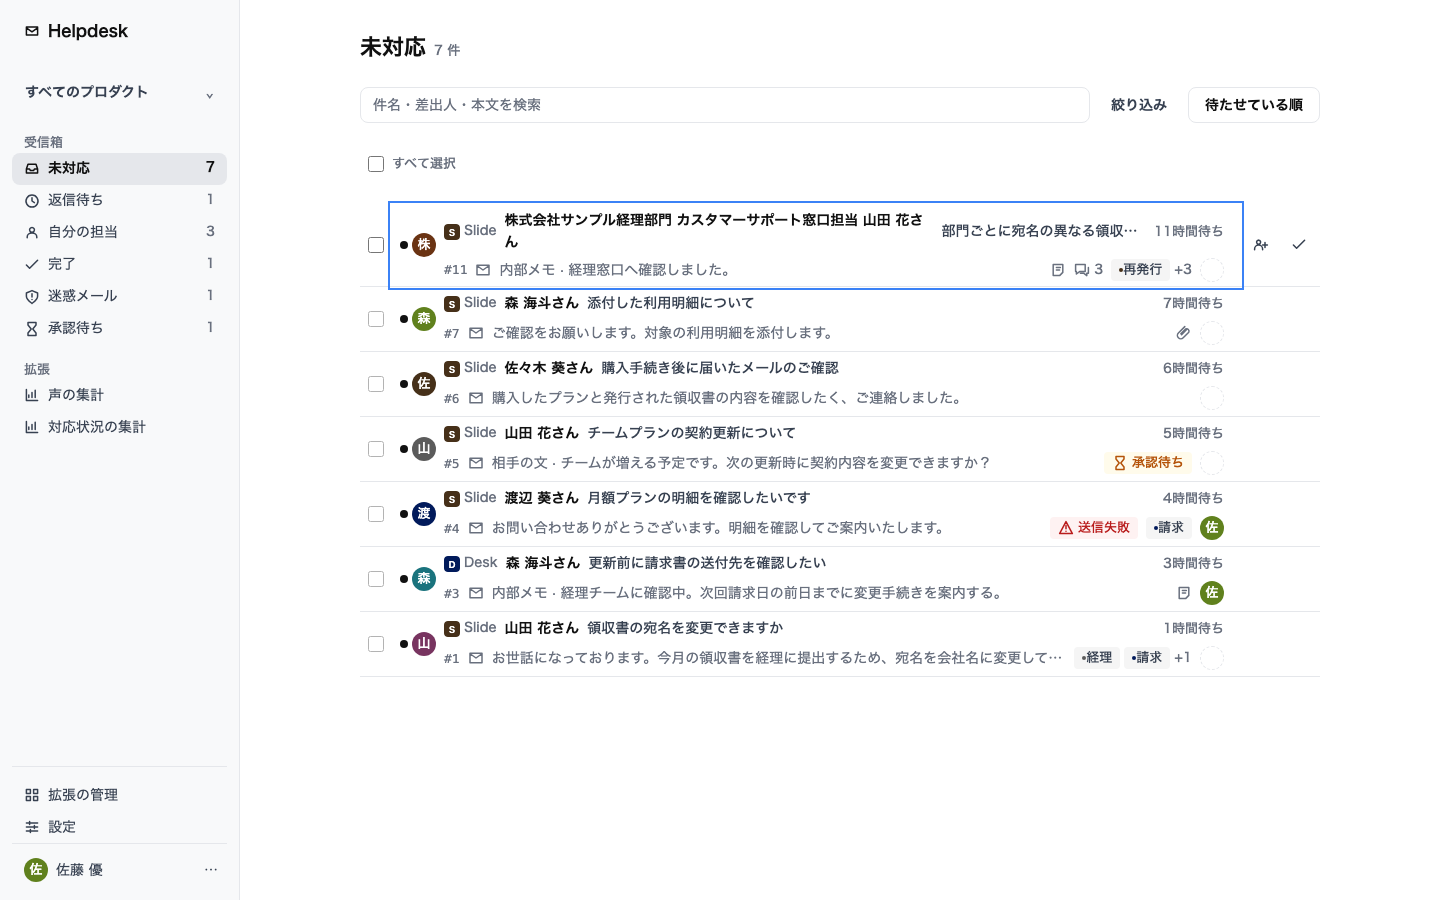 Helpdesk
すべてのプロダクト
受信箱
未対応 7
返信待ち 1
自分の担当 3
完了 1
迷惑メール 1
承認待ち 1
拡張
声の集計
対応状況の集計
拡張の管理
設定
佐 佐藤 優 …
未対応 7 件
件名・差出人・本文を検索 絞り込み 待たせている順
すべて選択
株 S Slide 株式会社サンプル経理部門 カスタマーサポート窓口担当 山田 花さ
ん 部門ごとに宛名の異なる領収… 11時間待ち
#11 内部メモ · 経理窓口へ確認しました。 3 •再発行 +3
森 S Slide 森 海斗さん 添付した利用明細について 7時間待ち
#7 ご確認をお願いします。対象の利用明細を添付します。
佐 S Slide 佐々木 葵さん 購入手続き後に届いたメールのご確認 6時間待ち
#6 購入したプランと発行された領収書の内容を確認したく、ご連絡しました。
山 S Slide 山田 花さん チームプランの契約更新について 5時間待ち
#5 相手の文 · チームが増える予定です。次の更新時に契約内容を変更できますか？ 承認待ち
渡 S Slide 渡辺 葵さん 月額プランの明細を確認したいです 4時間待ち
#4 お問い合わせありがとうございます。明細を確認してご案内いたします。 送信失敗 •請求 佐
森 D Desk 森 海斗さん 更新前に請求書の送付先を確認したい 3時間待ち
#3 内部メモ · 経理チームに確認中。次回請求日の前日までに変更手続きを案内する。 佐
山 S Slide 山田 花さん 領収書の宛名を変更できますか 1時間待ち
#1 お世話になっております。今月の領収書を経理に提出するため、宛名を会社名に変更して… •経理 •請求 +1